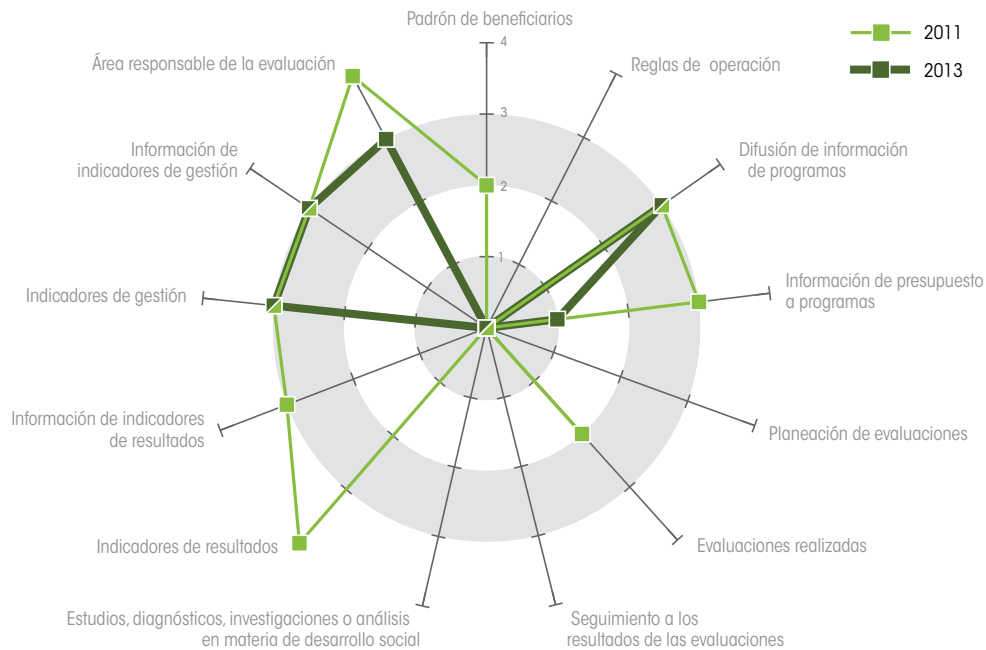 Padrón de beneficiarios
4
3
2
1
2011
2013
Reglas de operación
Difusión de información
de programas
Información de presupuesto
a programas
Planeación de evaluaciones
Evaluaciones realizadas
Seguimiento a los
resultados de las evaluaciones
Estudios, diagnósticos, investigaciones o análisis
en materia de desarrollo social
Indicadores de resultados
Información de indicadores
de resultados
Indicadores de gestión
Información de
indicadores de gestión
Área responsable de la evaluación